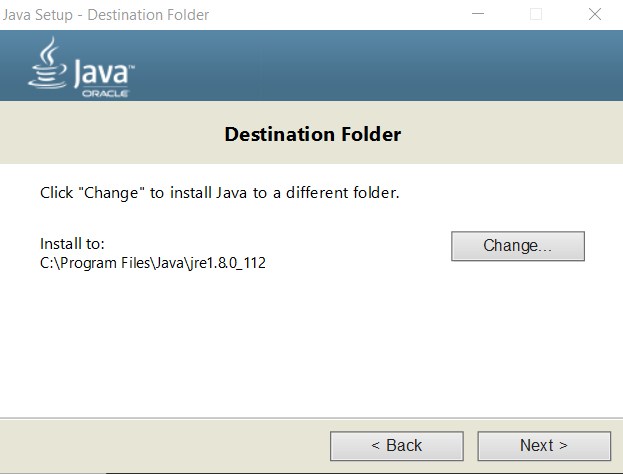 Java Setup - Destination Folder
Java™
ORACLE
Destination Folder
Click "Change" to install Java to a different folder.
Install to:
C:\Program Files\Java\jre1.8.0_112
Change...
< Back
Next >